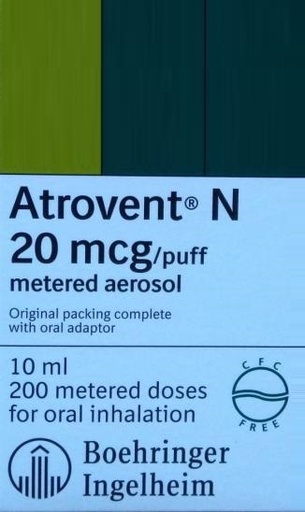 Atrovent® N
20 mcg/puff
metered aerosol
Original packing complete
with oral adaptor
10 ml
200 metered doses
for oral inhalation
CFC
FREE
Boehringer
Ingelheim